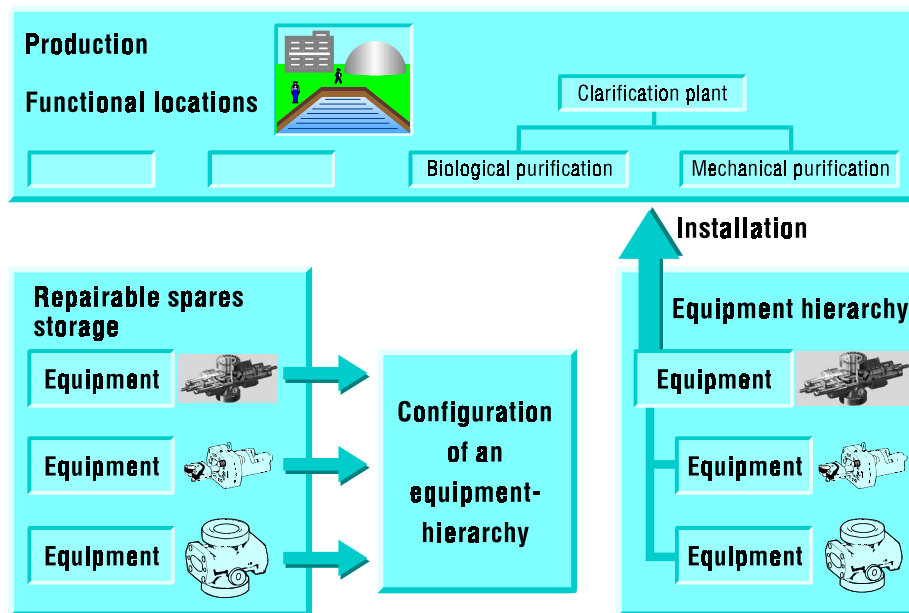 Production
Functional locations
Clarification plant
Biological purification
Mechanical purification
Installation
Repairable spares
storage
Equipment
Equipment
Equipment
Configuration
of an
equipment-
hierarchy
Equipment hierarchy
Equipment
Equipment
Equipment